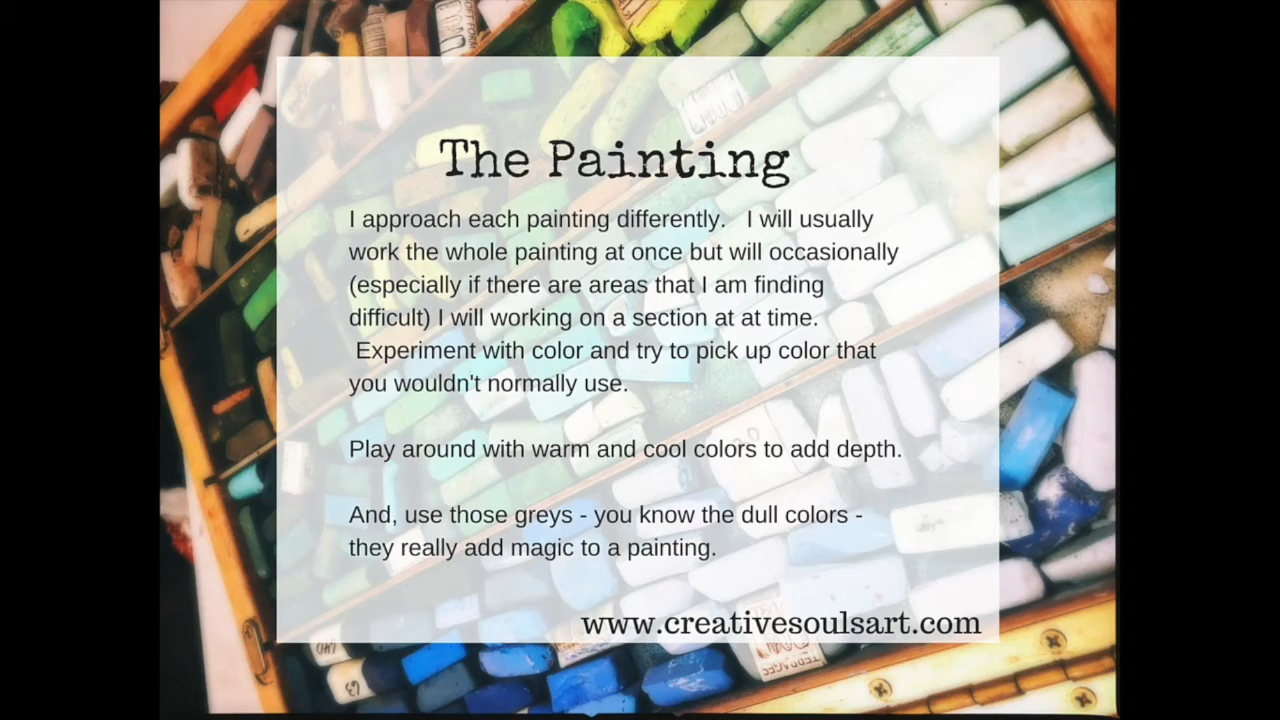 The Painting
I approach each painting differently.   I will usually
work the whole painting at once but will occasionally
(especially if there are areas that I am finding
difficult) I will working on a section at at time.
Experiment with color and try to pick up color that
you wouldn't normally use.
Play around with warm and cool colors to add depth.
And, use those greys - you know the dull colors -
they really add magic to a painting.
www.creativesoulsart.com